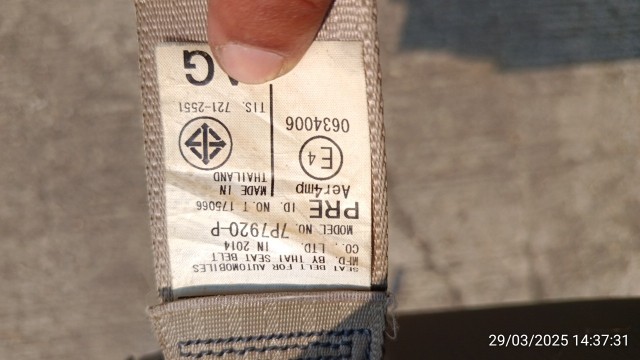 SEAT BELT FOR AUTOMOBILES
MFD. BY THAI SEAT BELT
CO., LTD. IN 2014
MODEL NO. 7P7920-P
PRE ID. NO. T 175066
Aer4mp
MADE IN
THAILAND
E4
0634006
TIS. 721-2551
AG
29/03/2025 14:37:31